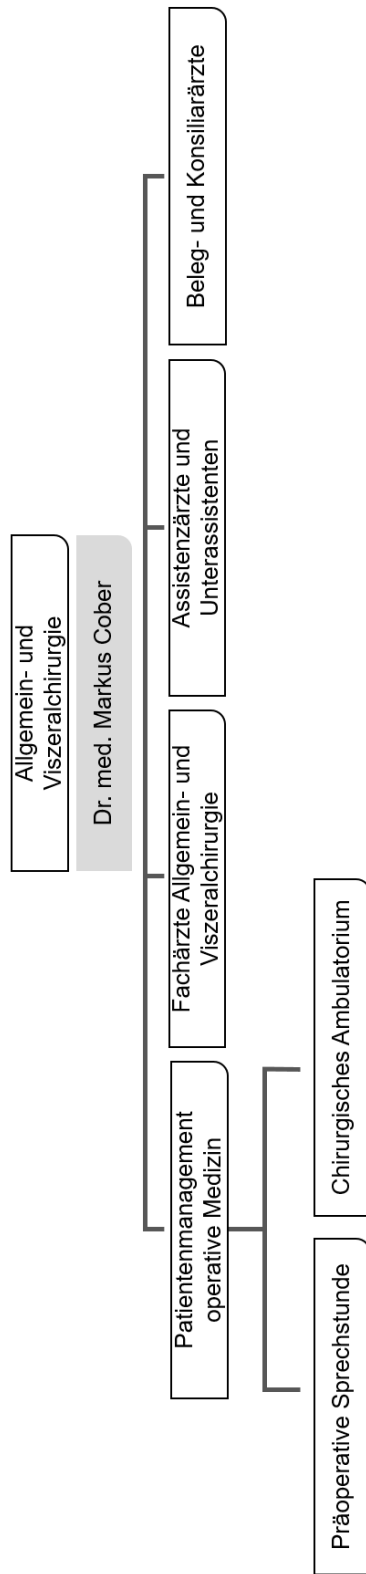 Allgemein- und
Viszeralchirurgie
Dr. med. Markus Cober
Patientenmanagement
operative Medizin
Fachärzte Allgemein- und
Viszeralchirurgie
Assistenzärzte und
Unterassistenten
Beleg- und Konsiliarärzte
Präoperative Sprechstunde
Chirurgisches Ambulatorium